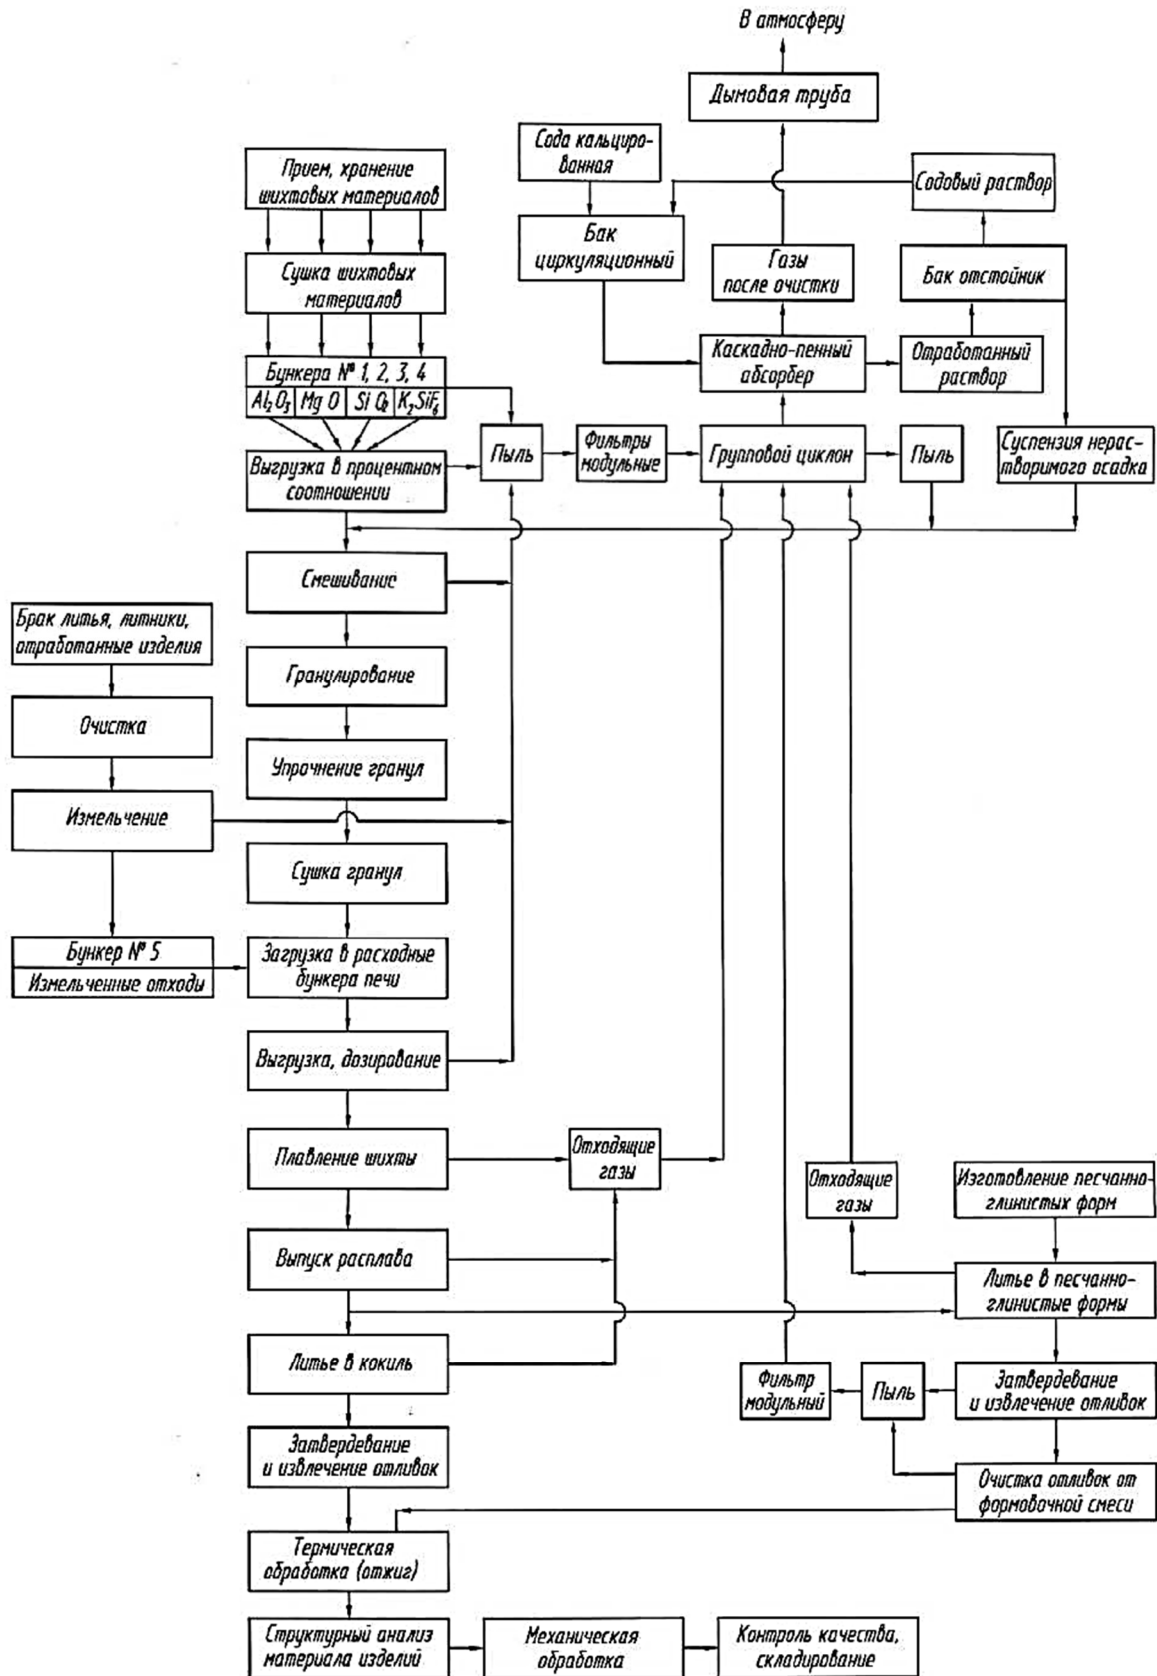 В атмосферу
Дымовая труба
Сода кальциро-
ванная
Прием, хранение
шихтовых материалов
Содовый раствор
Бак
циркуляционный
Газы
после очистки
Бак отстойник
Сушка шихтовых
материалов
Каскадно-пенный
абсорбер
Отработанный
раствор
Бункера № 1, 2, 3, 4
Al₂O₃ MgO SiO₂ K₂SiF₆
Пыль
Фильтры
модульные
Групповой циклон
Пыль
Суспензия нерас-
творимого осадка
Выгрузка в процентном
соотношении
Смешивание
Брак литья, литники,
отработанные изделия
Гранулирование
Очистка
Упрочнение гранул
Измельчение
Сушка гранул
Бункер № 5
Измельченные отходы
Загрузка в расходные
бункера печи
Выгрузка, дозирование
Плавление шихты
Отходящие
газы
Отходящие
газы
Изготовление песчанно-
глинистых форм
Выпуск расплава
Литье в песчанно-
глинистые формы
Литье в кокиль
Фильтр
модульный
Пыль
Затвердевание
и извлечение отливок
Затвердевание
и извлечение отливок
Очистка отливок от
формовочной смеси
Термическая
обработка (отжиг)
Структурный анализ
материала изделий
Механическая
обработка
Контроль качества,
складирование